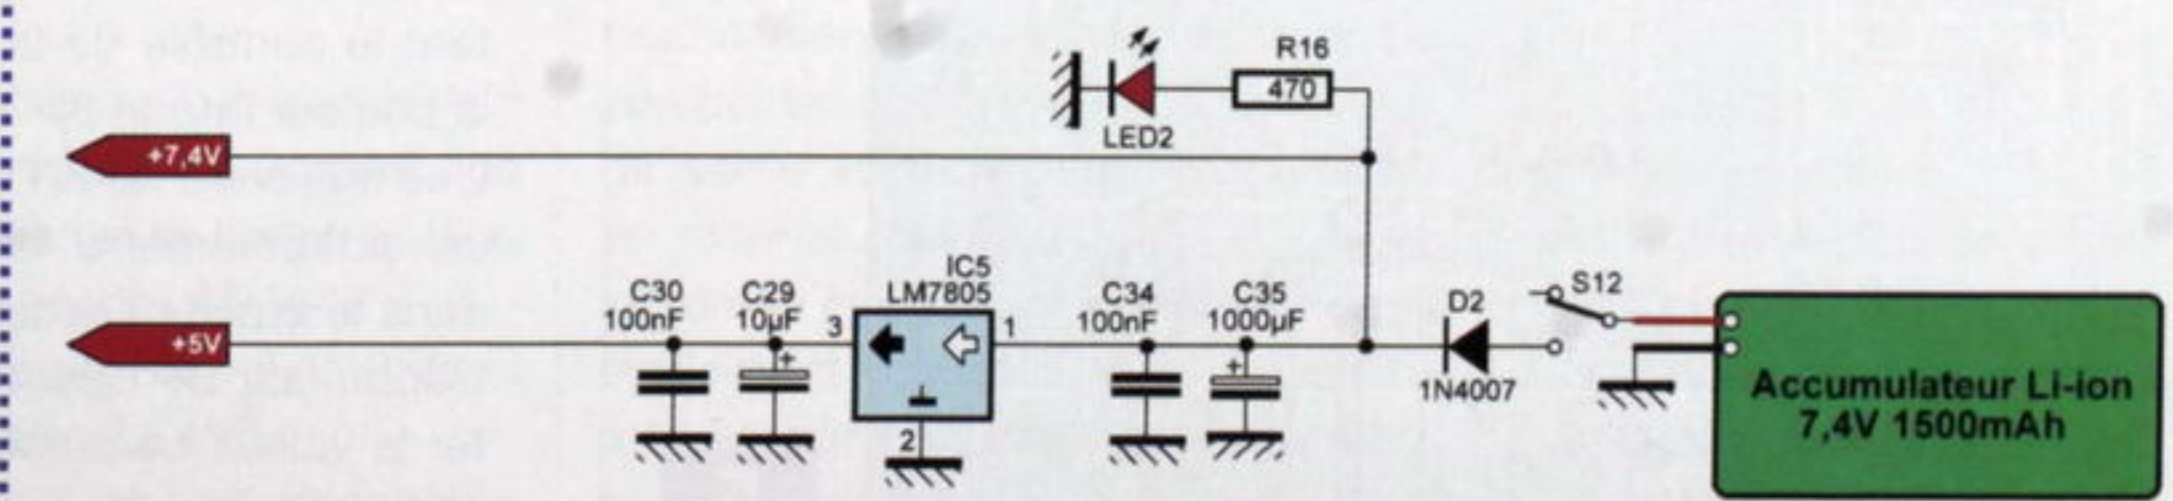 R16
470
LED2
+7,4V
+5V
C30
100nF
C29
10µF
+
3
IC5
LM7805
1
2
C34
100nF
C35
1000µF
+
D2
1N4007
S12
Accumulateur Li-ion
7,4V 1500mAh